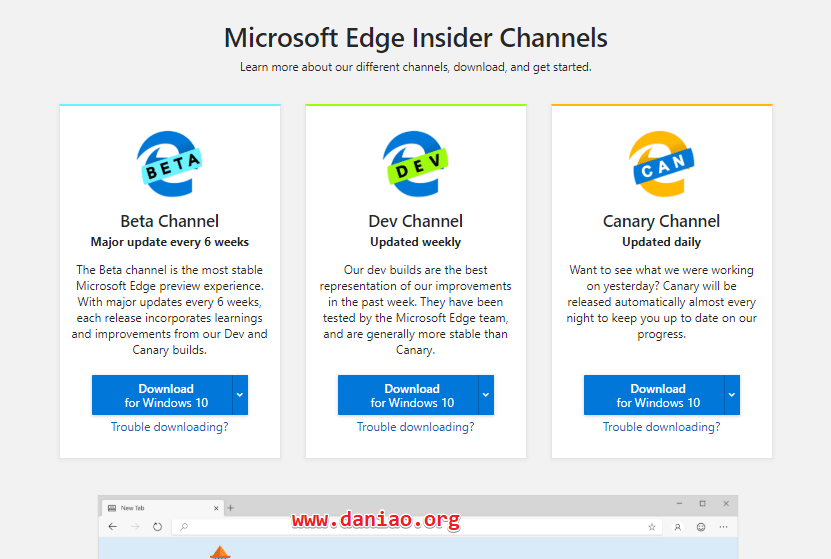 Microsoft Edge Insider Channels
Learn more about our different channels, download, and get started.
BETA
Beta Channel
Major update every 6 weeks
The Beta channel is the most stable
Microsoft Edge preview experience.
With major updates every 6 weeks,
each release incorporates learnings
and improvements from our Dev and
Canary builds.
Download
for Windows 10
Trouble downloading?
DEV
Dev Channel
Updated weekly
Our dev builds are the best
representation of our improvements
in the past week. They have been
tested by the Microsoft Edge team,
and are generally more stable than
Canary.
Download
for Windows 10
Trouble downloading?
CAN
Canary Channel
Updated daily
Want to see what we were working
on yesterday? Canary will be
released automatically almost every
night to keep you up to date on our
progress.
Download
for Windows 10
Trouble downloading?
New Tab
www.daniao.org